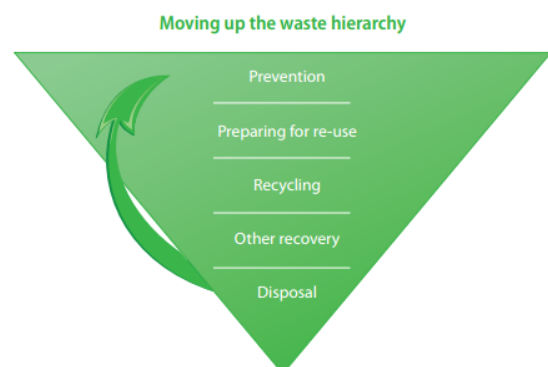 Moving up the waste hierarchy
Prevention
Preparing for re-use
Recycling
Other recovery
Disposal